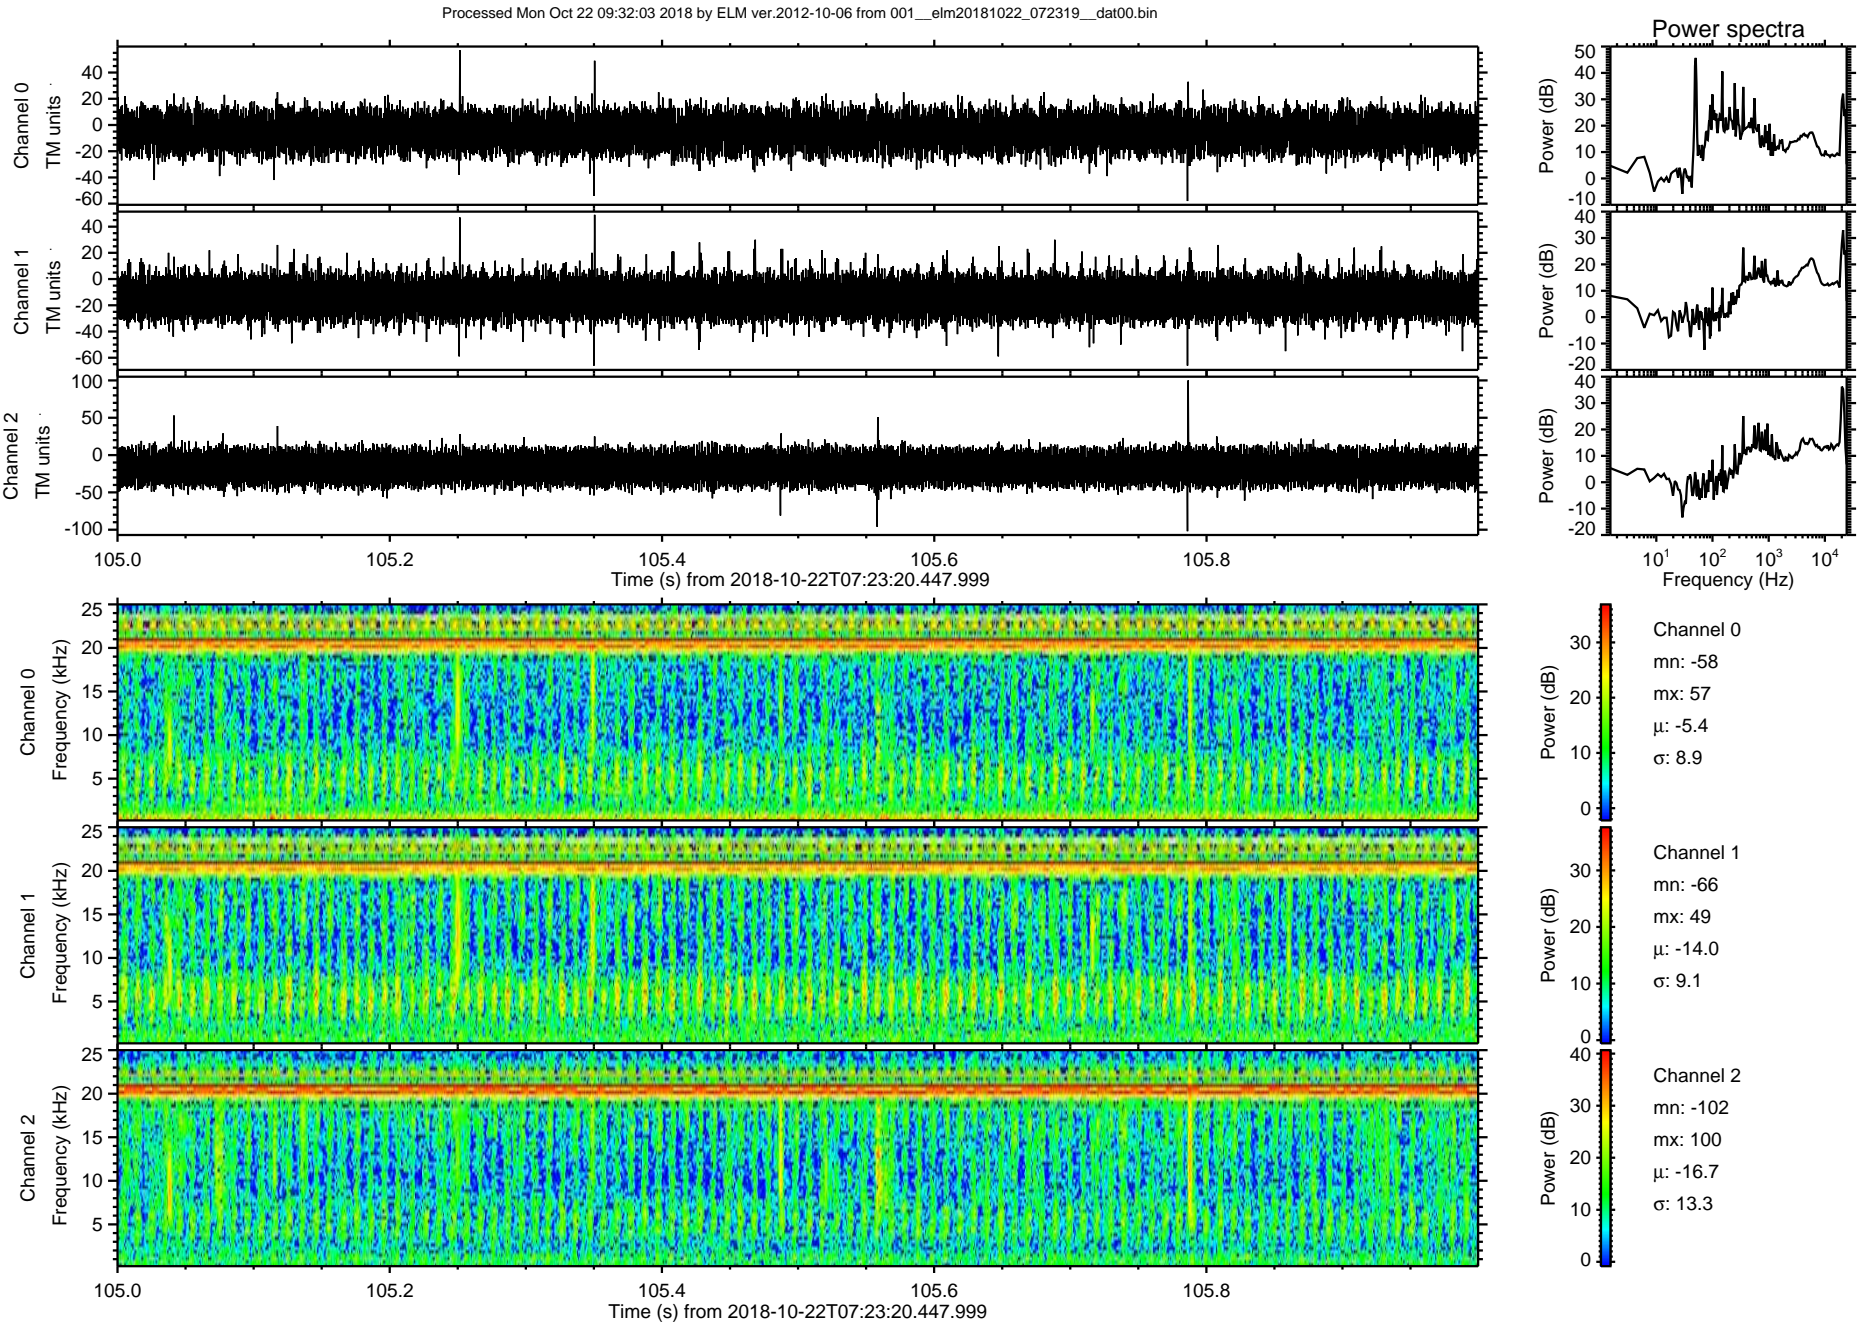 Processed Mon Oct 22 09:32:03 2018 by ELM ver.2012-10-06 from 001__elm20181022_072319__dat00.bin
Power spectra
Channel 0
TM units
40
20
0
-20
-40
-60
Power (dB)
50
40
30
20
10
0
-10
Channel 1
TM units
40
20
0
-20
-40
-60
Power (dB)
40
30
20
10
0
-10
-20
Channel 2
TM units
100
50
0
-50
-100
Power (dB)
40
30
20
10
0
-10
-20
105.0 105.2 105.4 105.6 105.8
Time (s) from 2018-10-22T07:23:20.447.999
10¹ 10² 10³ 10⁴
Frequency (Hz)
Channel 0
Frequency (kHz)
25
20
15
10
5
Power (dB)
30
20
10
0
Channel 0
mn: -58
mx: 57
µ: -5.4
σ: 8.9
Channel 1
Frequency (kHz)
25
20
15
10
5
Power (dB)
30
20
10
0
Channel 1
mn: -66
mx: 49
µ: -14.0
σ: 9.1
Channel 2
Frequency (kHz)
25
20
15
10
5
Power (dB)
40
30
20
10
0
Channel 2
mn: -102
mx: 100
µ: -16.7
σ: 13.3
105.0 105.2 105.4 105.6 105.8
Time (s) from 2018-10-22T07:23:20.447.999